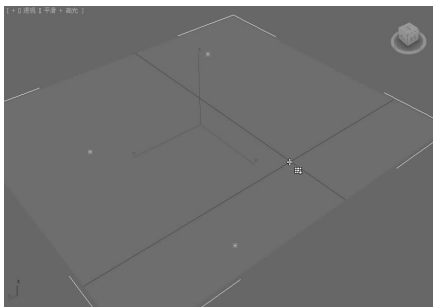 [ + ][ 透视 ][ 平滑 + 高光 ]